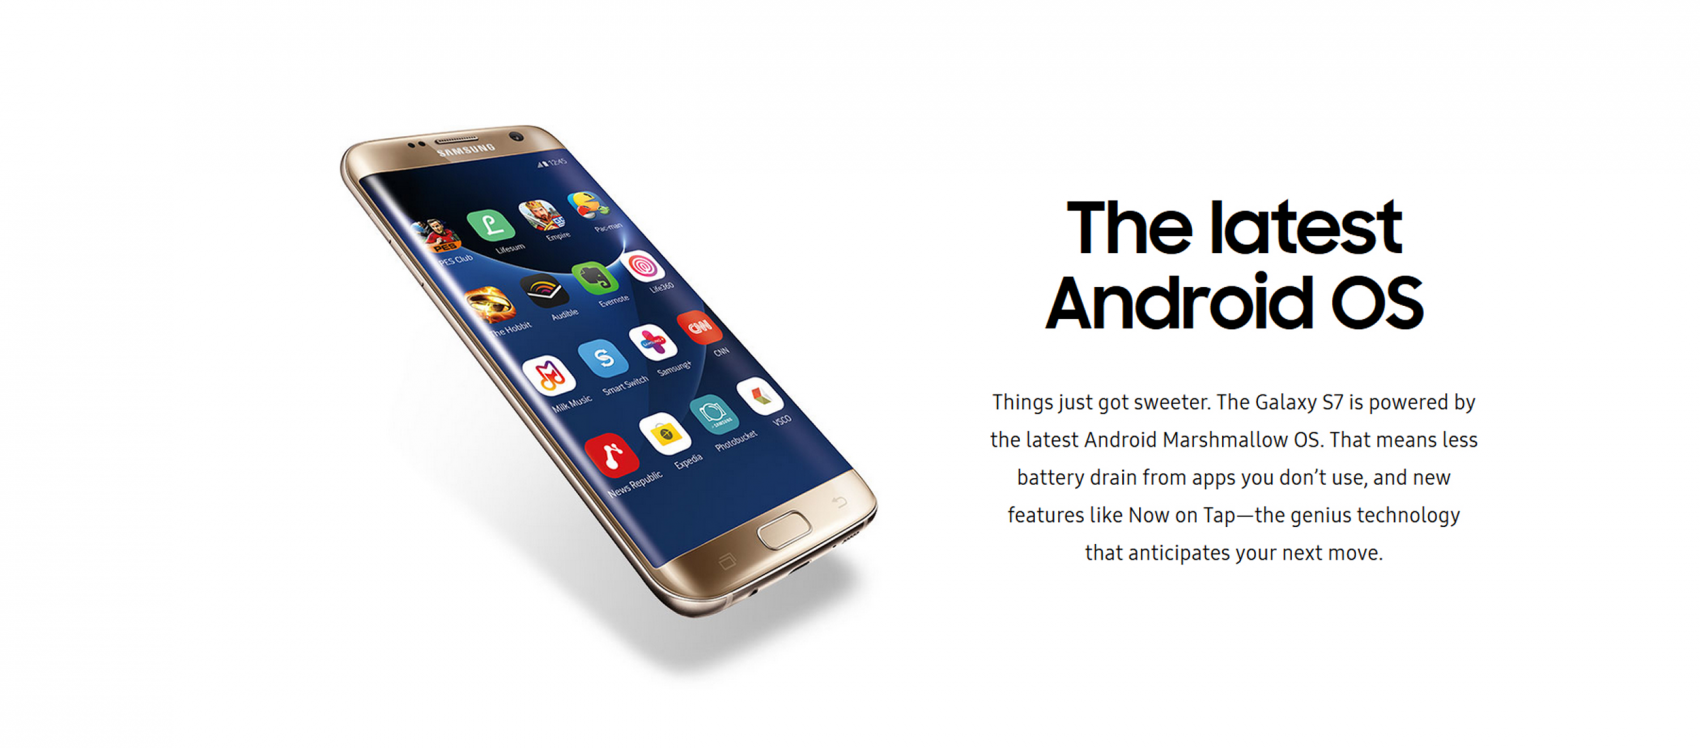 SAMSUNG
12:45
PES
PES Club
Lifesum
Empire
Pac-man
The Hobbit
Audible
Evernote
Life360
Milk Music
S
Smart Switch
Samsung+
CNN
CNN
News Republic
Expedia
Photobucket
VSCO
The latest
Android OS
Things just got sweeter. The Galaxy S7 is powered by
the latest Android Marshmallow OS. That means less
battery drain from apps you don’t use, and new
features like Now on Tap—the genius technology
that anticipates your next move.